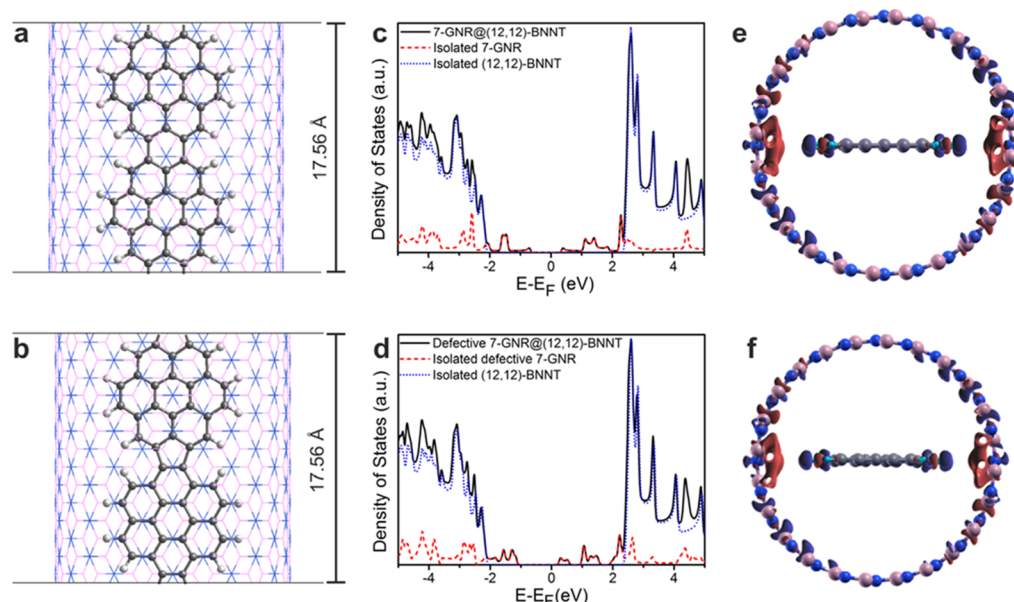 a
17.56 Å
c
Density of States (a.u.)
7-GNR@(12,12)-BNNT
Isolated 7-GNR
Isolated (12,12)-BNNT
-4 -2 0 2 4
E-EF (eV)
e
b
17.56 Å
d
Density of States (a.u.)
Defective 7-GNR@(12,12)-BNNT
Isolated defective 7-GNR
Isolated (12,12)-BNNT
-4 -2 0 2 4
E-EF(eV)
f